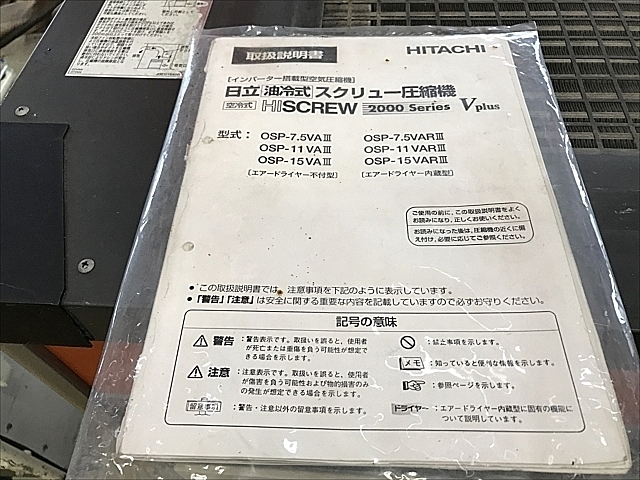 取扱説明書
HITACHI
[インバーター搭載型空気圧縮機]
日立 油冷式 スクリュー圧縮機
空冷式 HISCREW 2000 Series Vplus
型式: OSP-7.5VAⅢ OSP-7.5VARⅢ
OSP-11VAⅢ OSP-11VARⅢ
OSP-15VAⅢ OSP-15VARⅢ
[エアードライヤー不付型] [エアードライヤー内蔵型]
ご使用の前に、この取扱説明書をよく
お読みになり、正しくお使いください。
お読みになった後は、圧縮機の近くに備
え付け、必要に応じてご参照ください。
● この取扱説明書では、注意事項を下記のように表示しています。
● 「警告」「注意」は安全に関する重要な内容を記載していますので必ずお守りください。
記号の意味
警告 :警告表示です。取扱いを誤ると、使用者
が死亡または重傷を負う可能性が想定で
きる場合を示します。
注意 :注意表示です。取扱いを誤ると、使用者
が傷害を負う可能性および物的損害のみ
の発生が想定できる場合を示します。
留意事項 :警告・注意以外の留意事項を示します。
:禁止事項を示します。
メモ :知っていると便利な情報を示します。
:参照ページを示します。
ドライヤー :エアードライヤー内蔵型に固有の機能に
ついて説明しています。